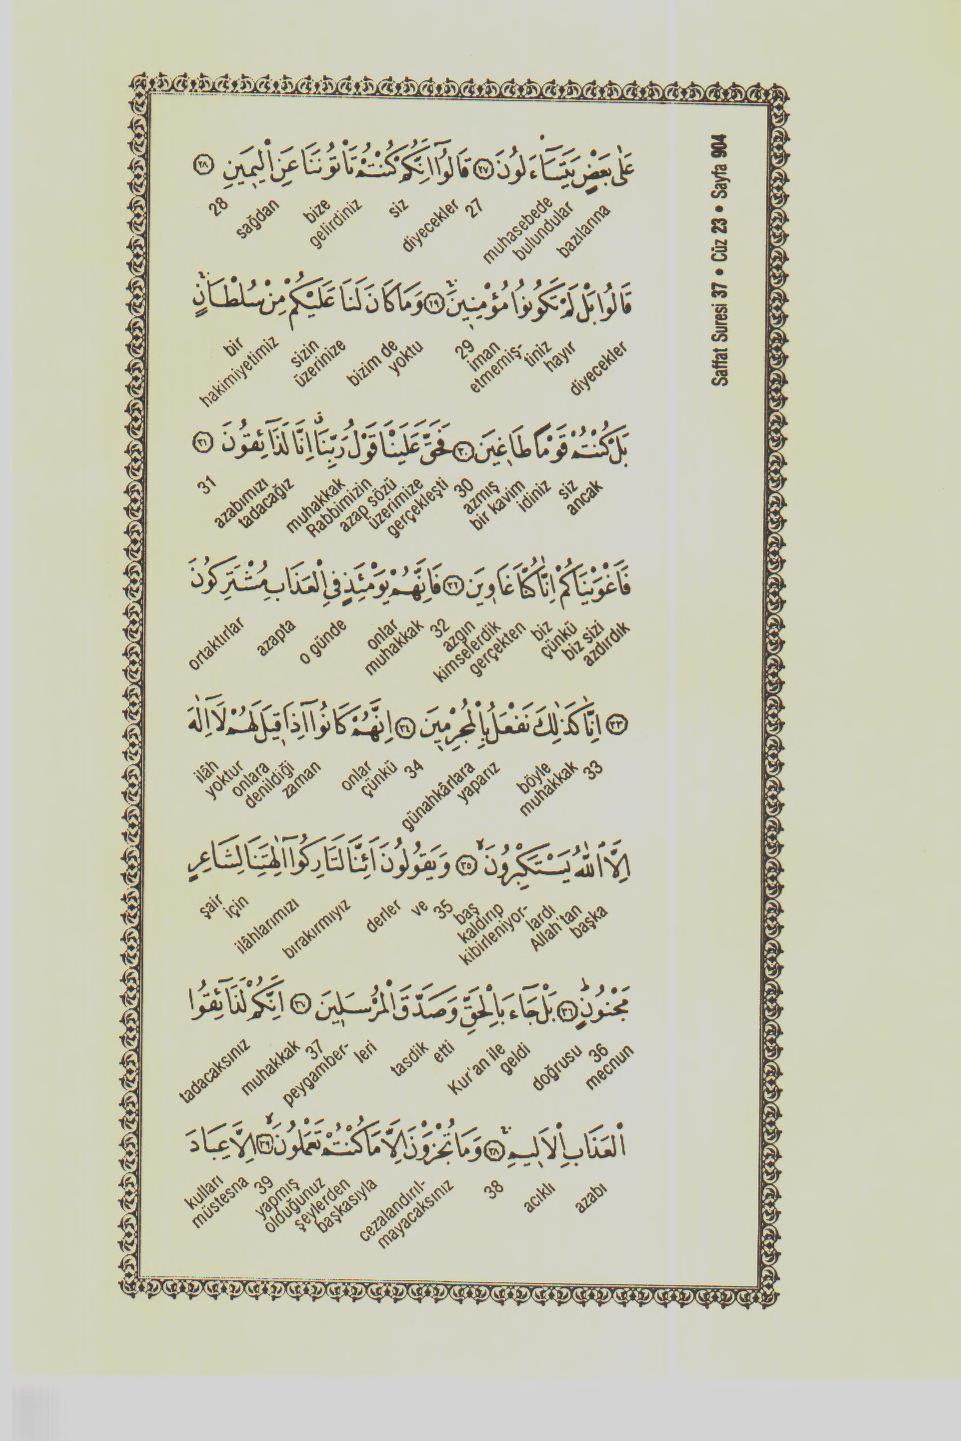 Saffat Suresi 37 • Cüz 23 • Sayfa 904
عَلٰى بَعْضٍ يَتَسَٓاءَلُونَ ﴿٢٧﴾ قَالُٓوا اِنَّكُمْ كُنْتُمْ تَأْتُونَنَا عَنِ الْيَمِينِ ﴿٢٨﴾
bazılarına muhasebede bulundular 27 diyecekler siz bize gelirdiniz sağdan 28
قَالُوا بَلْ لَمْ تَكُونُوا مُؤْمِنِينَ ﴿٢٩﴾ وَمَا كَانَ لَنَا عَلَيْكُمْ مِنْ سُلْطَانٍ
diyecekler hayır iman etmemiş-tiniz 29 bizim de yoktu sizin üzerinize hakimiyetimiz bir
بَلْ كُنْتُمْ قَوْمًا طَاغِينَ ﴿٣٠﴾ فَحَقَّ عَلَيْنَا قَوْلُ رَبِّنَا اِنَّا لَذَٓائِقُونَ ﴿٣١﴾
ancak siz idiniz bir kavim azmış 30 gerçekleşti üzerimize azap sözü Rabbimizin muhakkak tadacağız azabımızı 31
فَاَغْوَيْنَاكُمْ اِنَّا كُنَّا غَاوِينَ ﴿٣٢﴾ فَاِنَّهُمْ يَوْمَئِذٍ فِى الْعَذَابِ مُشْتَرِكُونَ
azdırdık biz sizi çünkü biz gerçekten kimselerdik azgın 32 muhakkak onlar o günde azapta ortaktırlar
﴿٣٣﴾ اِنَّا كَذٰلِكَ نَفْعَلُ بِالْمُجْرِمِينَ ﴿٣٤﴾ اِنَّهُمْ كَانُٓوا اِذَا قِيلَ لَهُمْ لَٓا اِلٰهَ
33 muhakkak böyle yaparız günahkârlara 34 çünkü onlar zaman denildiği onlara yoktur ilâh
اِلَّا اللّٰهُ يَسْتَكْبِرُونَ ﴿٣٥﴾ وَيَقُولُونَ اَئِنَّا لَتَارِكُٓوا اٰلِهَتِنَا لِشَاعِرٍ
başka Allah'tan baş kaldırıp kibirleniyor-lardı 35 ve derler bırakırmıyız ilâhlarımızı için şair
مَجْنُونٍ ﴿٣٦﴾ بَلْ جَٓاءَ بِالْحَقِّ وَصَدَّقَ الْمُرْسَلِينَ ﴿٣٧﴾ اِنَّكُمْ لَذَٓائِقُوا
mecnun 36 doğrusu geldi Kur'an ile tasdik etti peygamber-leri 37 muhakkak tadacaksınız
الْعَذَابِ الْاَلِيمِ ﴿٣٨﴾ وَمَا تُجْزَوْنَ اِلَّا مَا كُنْتُمْ تَعْمَلُونَ ﴿٣٩﴾ اِلَّا عِبَادَ
azabı acıklı 38 cezalandırıl-mayacaksınız başkasıyla şeylerden olduğunuz yapmış 39 müstesna kulları